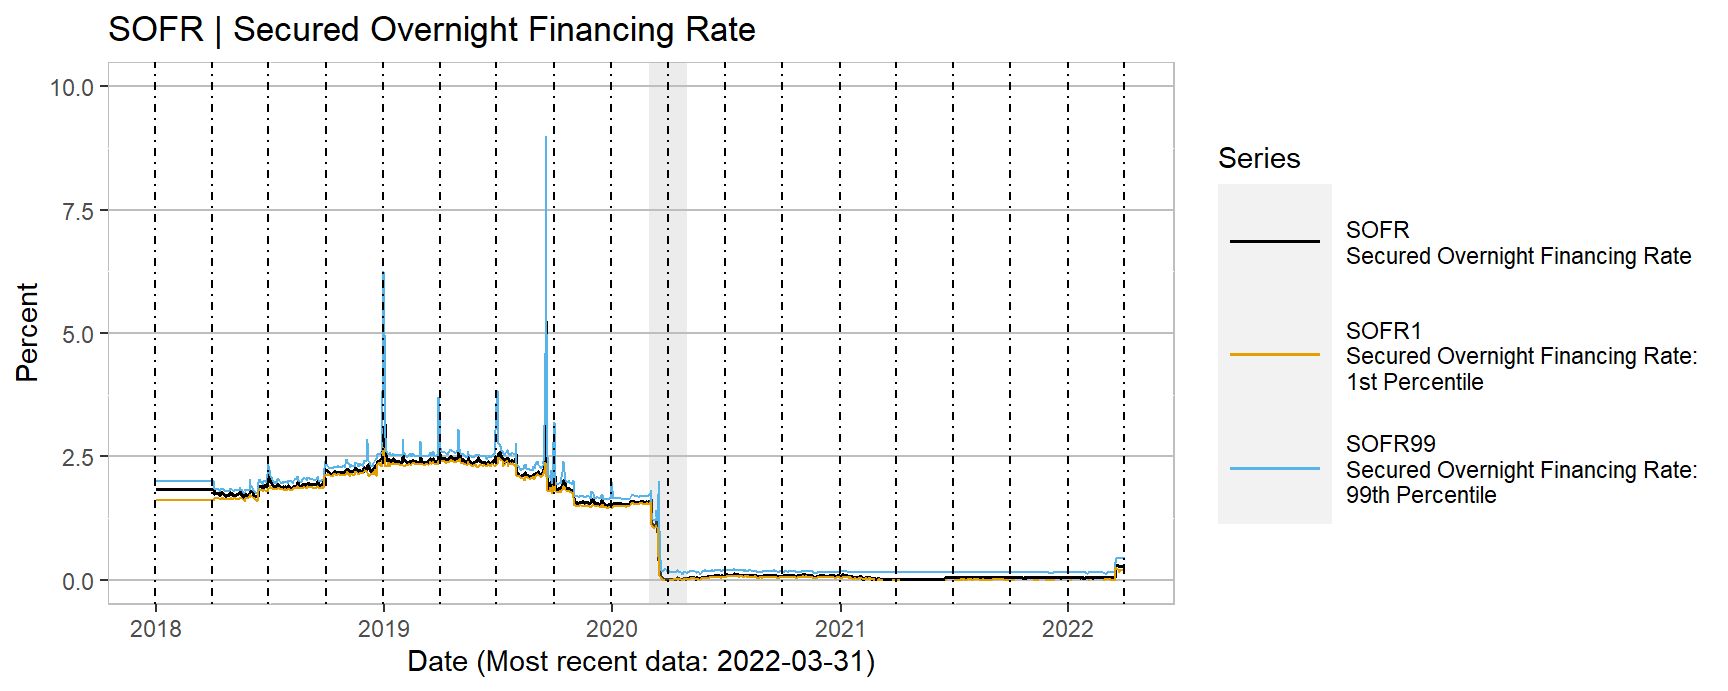 SOFR | Secured Overnight Financing Rate
10.0
7.5
5.0
2.5
0.0
Percent
2018
2019
2020
2021
2022
Date (Most recent data: 2022-03-31)
Series
SOFR
Secured Overnight Financing Rate
SOFR1
Secured Overnight Financing Rate:
1st Percentile
SOFR99
Secured Overnight Financing Rate:
99th Percentile